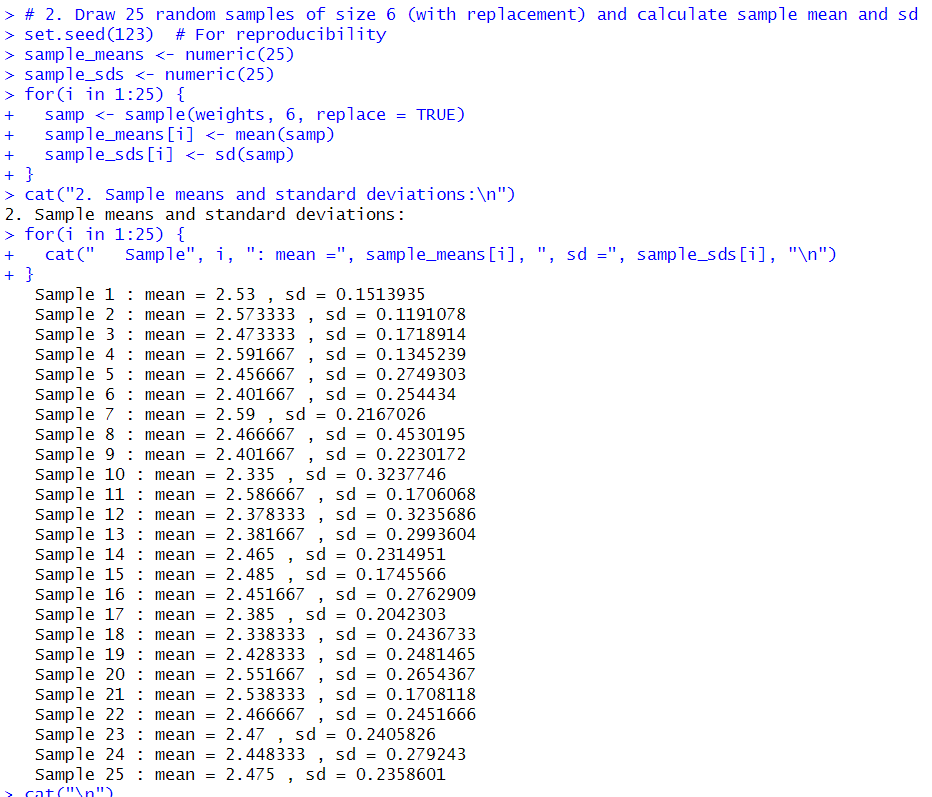 > # 2. Draw 25 random samples of size 6 (with replacement) and calculate sample mean and sd
> set.seed(123)  # For reproducibility
> sample_means <- numeric(25)
> sample_sds <- numeric(25)
> for(i in 1:25) {
+   samp <- sample(weights, 6, replace = TRUE)
+   sample_means[i] <- mean(samp)
+   sample_sds[i] <- sd(samp)
+ }
> cat("2. Sample means and standard deviations:\n")
2. Sample means and standard deviations:
> for(i in 1:25) {
+   cat("   Sample", i, ": mean =", sample_means[i], ", sd =", sample_sds[i], "\n")
+ }
   Sample 1 : mean = 2.53 , sd = 0.1513935
   Sample 2 : mean = 2.573333 , sd = 0.1191078
   Sample 3 : mean = 2.473333 , sd = 0.1718914
   Sample 4 : mean = 2.591667 , sd = 0.1345239
   Sample 5 : mean = 2.456667 , sd = 0.2749303
   Sample 6 : mean = 2.401667 , sd = 0.254434
   Sample 7 : mean = 2.59 , sd = 0.2167026
   Sample 8 : mean = 2.466667 , sd = 0.4530195
   Sample 9 : mean = 2.401667 , sd = 0.2230172
   Sample 10 : mean = 2.335 , sd = 0.3237746
   Sample 11 : mean = 2.586667 , sd = 0.1706068
   Sample 12 : mean = 2.378333 , sd = 0.3235686
   Sample 13 : mean = 2.381667 , sd = 0.2993604
   Sample 14 : mean = 2.465 , sd = 0.2314951
   Sample 15 : mean = 2.485 , sd = 0.1745566
   Sample 16 : mean = 2.451667 , sd = 0.2762909
   Sample 17 : mean = 2.385 , sd = 0.2042303
   Sample 18 : mean = 2.338333 , sd = 0.2436733
   Sample 19 : mean = 2.428333 , sd = 0.2481465
   Sample 20 : mean = 2.551667 , sd = 0.2654367
   Sample 21 : mean = 2.538333 , sd = 0.1708118
   Sample 22 : mean = 2.466667 , sd = 0.2451666
   Sample 23 : mean = 2.47 , sd = 0.2405826
   Sample 24 : mean = 2.448333 , sd = 0.279243
   Sample 25 : mean = 2.475 , sd = 0.2358601
> cat("\n")